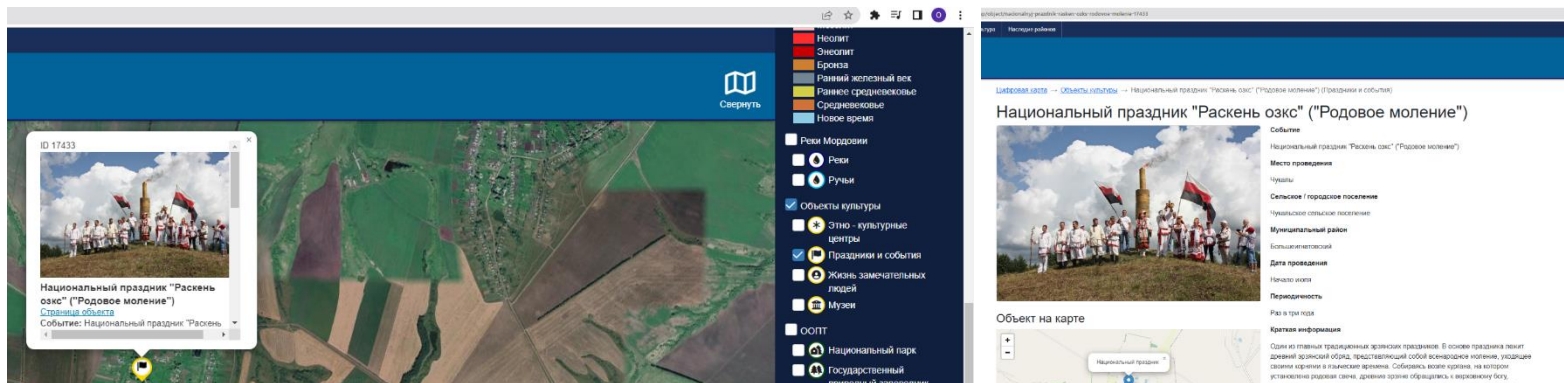 Неолит
Энеолит
Бронза
Ранний железный век
Раннее средневековье
Средневековье
Новое время
Свернуть
Реки Мордовии
Реки
Ручьи
Объекты культуры
Этно - культурные
центры
Праздники и события
Жизнь замечательных
людей
Музеи
ООПТ
Национальный парк
Государственный
ID 17433
Национальный праздник "Раскень
озкс" ("Родовое моление")
Страница объекта
Событие: Национальный праздник "Раскень
Наследие районов
Цифровая карта → Объекты культуры → Национальный праздник "Раскень озкс" ("Родовое моление") (Праздники и события)
Национальный праздник "Раскень озкс" ("Родовое моление")
Событие
Национальный праздник "Раскень озкс" ("Родовое моление")
Место проведения
Чукалы
Сельское / городское поселение
Чукальское сельское поселение
Муниципальный район
Большеигнатовский
Дата проведения
Начало июля
Периодичность
Раз в три года
Краткая информация
Один из главных традиционных эрзянских праздников. В основе праздника лежит
древний эрзянский обряд, представляющий собой всенародное моление, уходящее
своими корнями в языческие времена. Собираясь возле кургана, на котором
установлена родовая свеча, древние эрзяне обращались к верховному богу,
Объект на карте
+
−
Национальный праздник